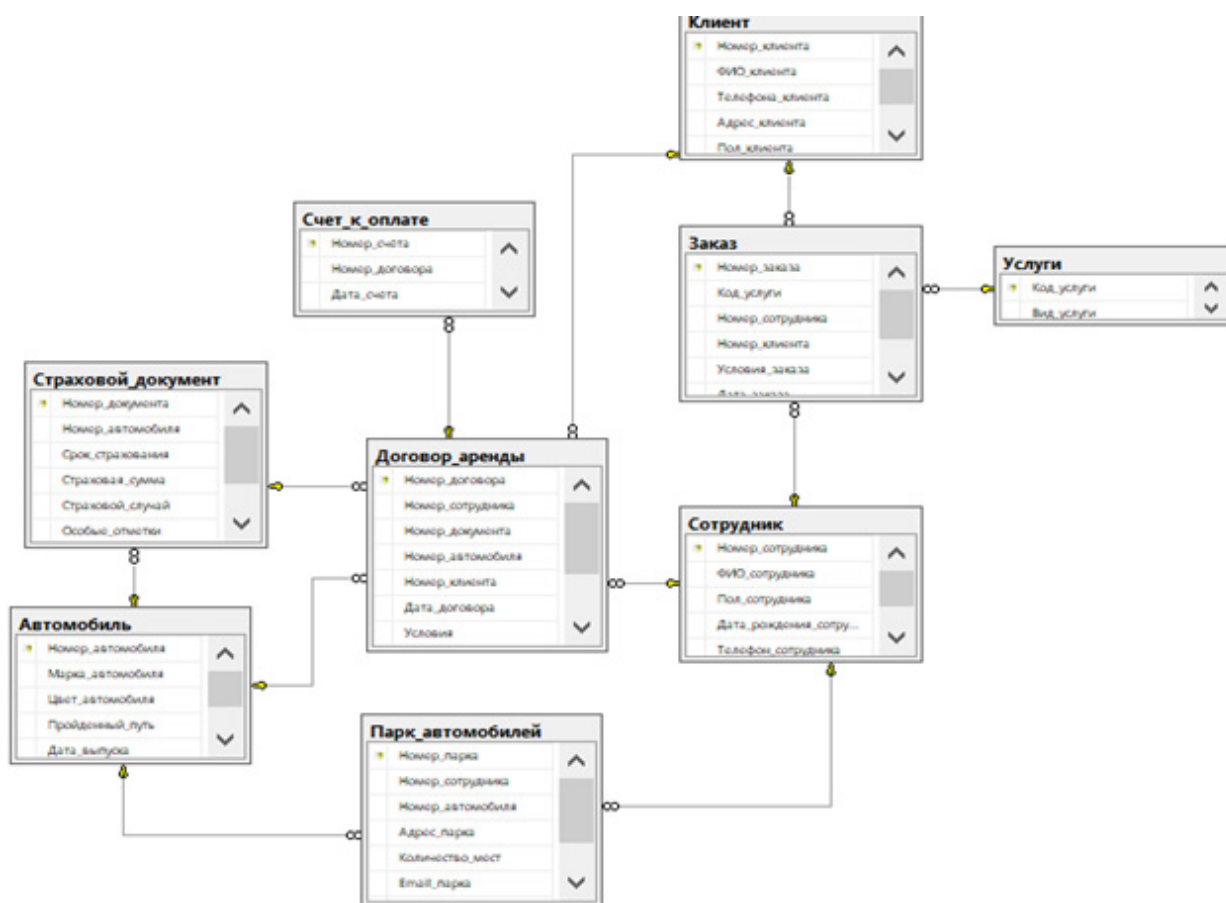 Клиент
Номер_клиента
ФИО_клиента
Телефона_клиента
Адрес_клиента
Пол_клиента
Счет_к_оплате
Номер_счета
Номер_договора
Дата_счета
Заказ
Номер_заказа
Код_услуги
Номер_сотрудника
Номер_клиента
Условия_заказа
Дата_заказа
Услуги
Код_услуги
Вид_услуги
Страховой_документ
Номер_документа
Номер_автомобиля
Срок_страхования
Страховая_сумма
Страховой_случай
Особые_отметки
Договор_аренды
Номер_договора
Номер_сотрудника
Номер_документа
Номер_автомобиля
Номер_клиента
Дата_договора
Условия
Сотрудник
Номер_сотрудника
ФИО_сотрудника
Пол_сотрудника
Дата_рождения_сотру...
Телефон_сотрудника
Автомобиль
Номер_автомобиля
Марка_автомобиля
Цвет_автомобиля
Пройденный_путь
Дата_выпуска
Парк_автомобилей
Номер_парка
Номер_сотрудника
Номер_автомобиля
Адрес_парка
Количество_мест
Email_парка